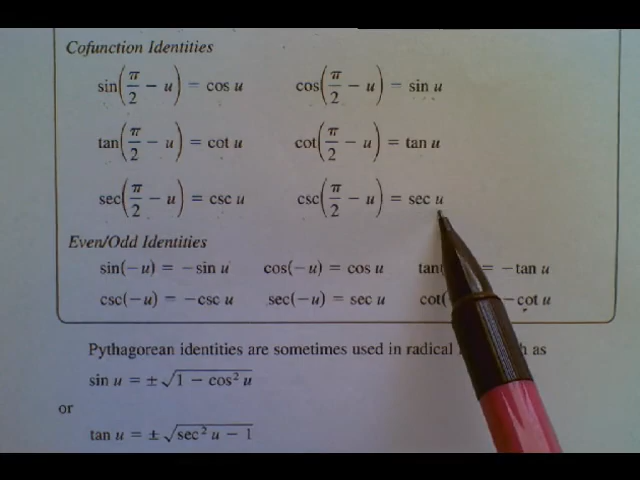 Cofunction Identities
sin(π/2 − u) = cos u cos(π/2 − u) = sin u
tan(π/2 − u) = cot u cot(π/2 − u) = tan u
sec(π/2 − u) = csc u csc(π/2 − u) = sec u
Even/Odd Identities
sin(−u) = −sin u cos(−u) = cos u tan( = −tan u
csc(−u) = −csc u sec(−u) = sec u cot( −cot u
Pythagorean identities are sometimes used in radical as
sin u = ±√(1 − cos² u)
or
tan u = ±√(sec² u − 1)